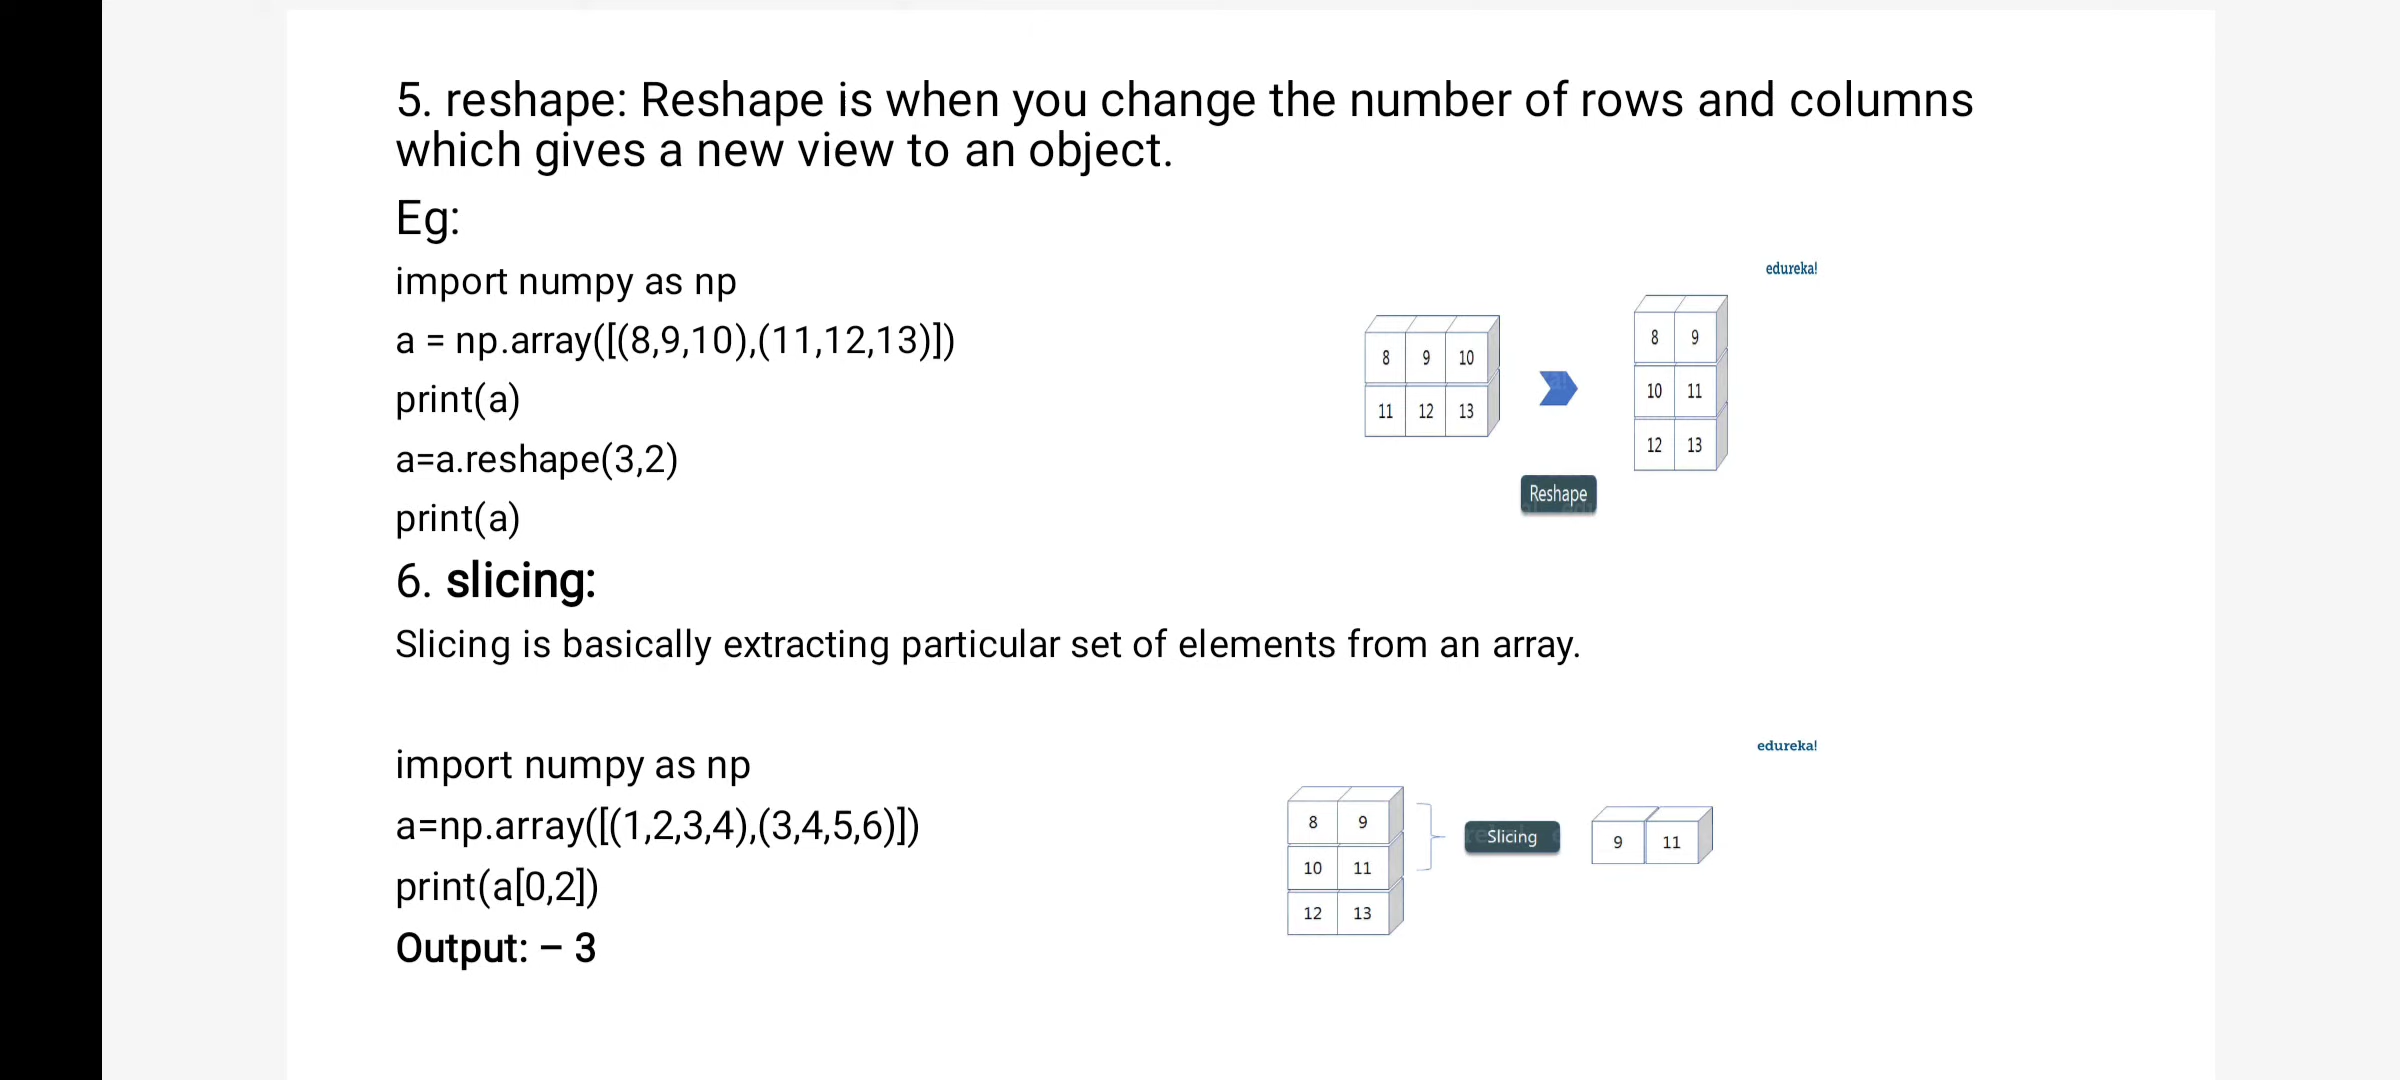 5. reshape: Reshape is when you change the number of rows and columns
which gives a new view to an object.
Eg:
import numpy as np
a = np.array([(8,9,10),(11,12,13)])
print(a)
a=a.reshape(3,2)
print(a)
edureka!
8 9 10
11 12 13
8 9
10 11
12 13
Reshape
6. slicing:
Slicing is basically extracting particular set of elements from an array.
import numpy as np
a=np.array([(1,2,3,4),(3,4,5,6)])
print(a[0,2])
Output: – 3
edureka!
8 9
10 11
12 13
Slicing
9 11